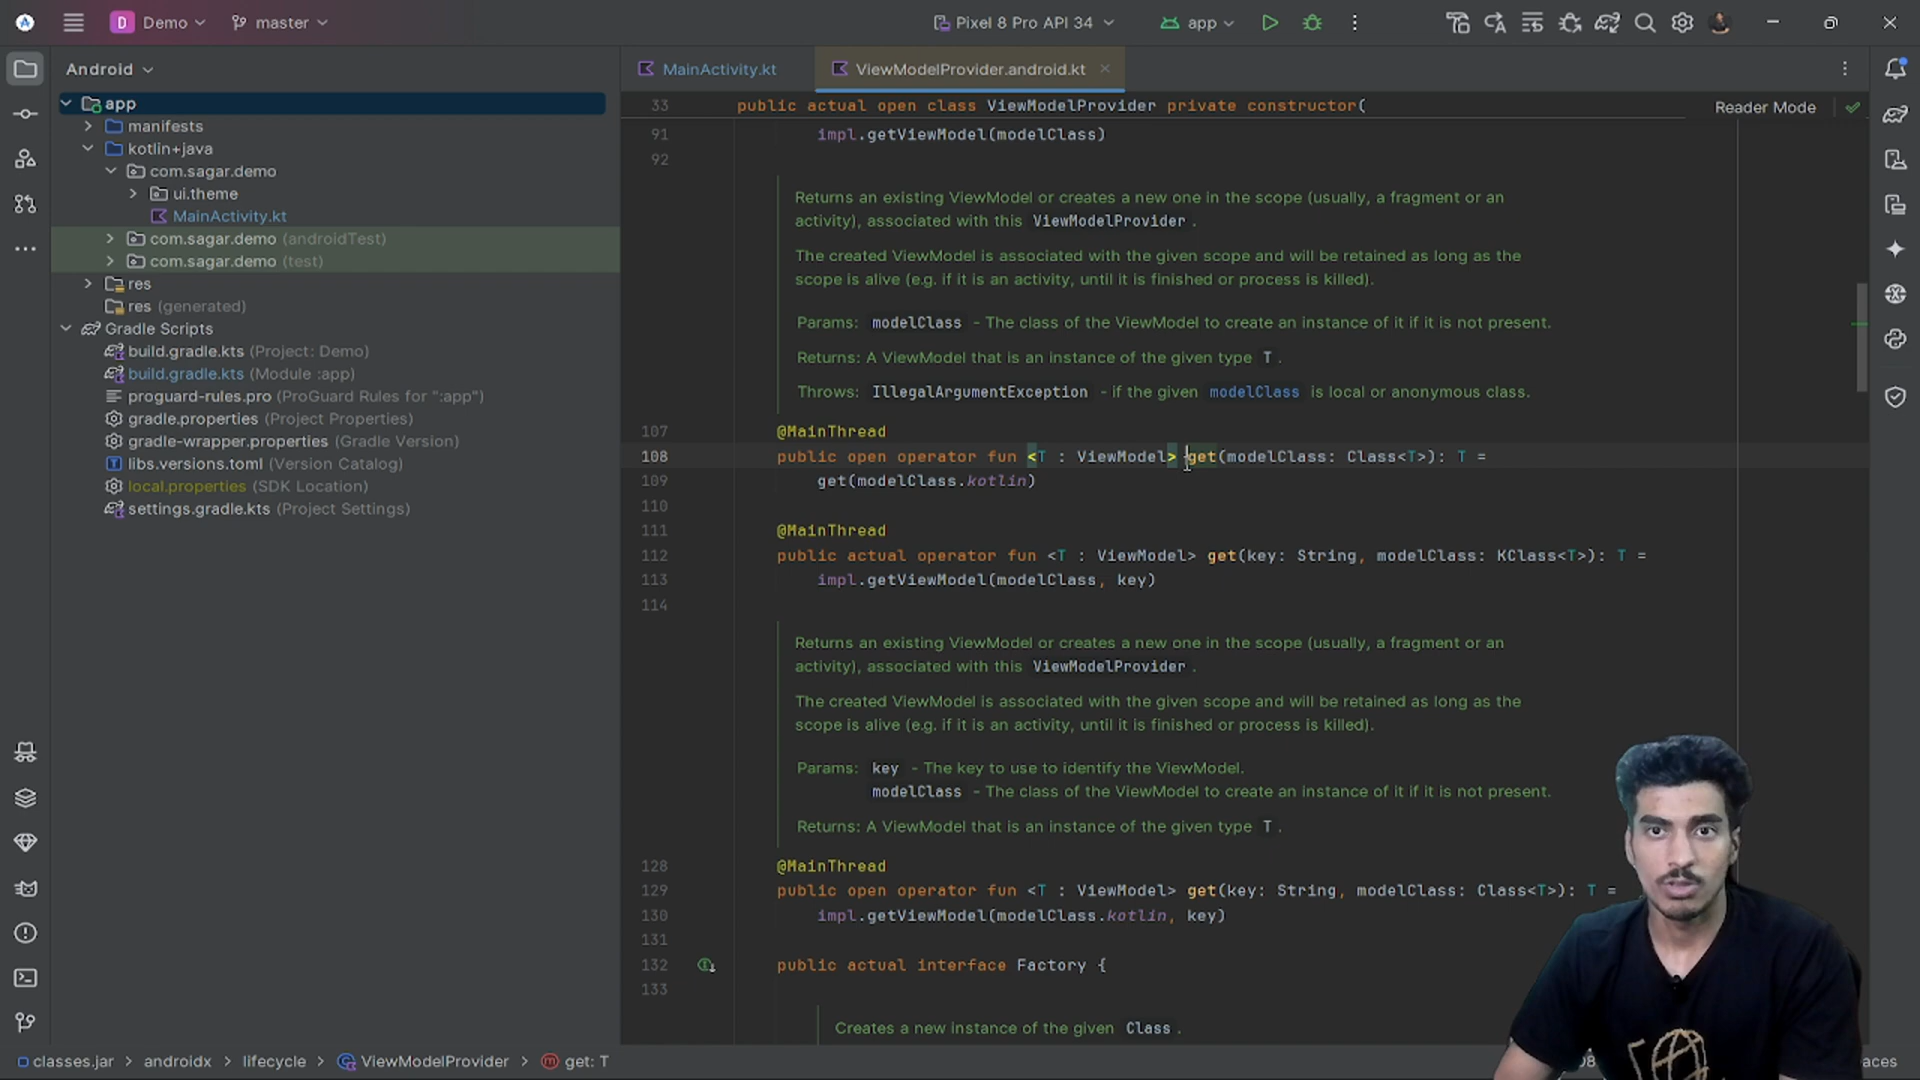 D Demo master Pixel 8 Pro API 34 app
Android
MainActivity.kt ViewModelProvider.android.kt
app
manifests
kotlin+java
com.sagar.demo
ui.theme
MainActivity.kt
com.sagar.demo (androidTest)
com.sagar.demo (test)
res
res (generated)
Gradle Scripts
build.gradle.kts (Project: Demo)
build.gradle.kts (Module :app)
proguard-rules.pro (ProGuard Rules for ":app")
gradle.properties (Project Properties)
gradle-wrapper.properties (Gradle Version)
libs.versions.toml (Version Catalog)
local.properties (SDK Location)
settings.gradle.kts (Project Settings)
33 public actual open class ViewModelProvider private constructor(
Reader Mode
91 impl.getViewModel(modelClass)
92
Returns an existing ViewModel or creates a new one in the scope (usually, a fragment or an
activity), associated with this ViewModelProvider .
The created ViewModel is associated with the given scope and will be retained as long as the
scope is alive (e.g. if it is an activity, until it is finished or process is killed).
Params: modelClass - The class of the ViewModel to create an instance of it if it is not present.
Returns: A ViewModel that is an instance of the given type T .
Throws: IllegalArgumentException - if the given modelClass is local or anonymous class.
107 @MainThread
108 public open operator fun <T : ViewModel> get(modelClass: Class<T>): T =
109 get(modelClass.kotlin)
110
111 @MainThread
112 public actual operator fun <T : ViewModel> get(key: String, modelClass: KClass<T>): T =
113 impl.getViewModel(modelClass, key)
114
Returns an existing ViewModel or creates a new one in the scope (usually, a fragment or an
activity), associated with this ViewModelProvider .
The created ViewModel is associated with the given scope and will be retained as long as the
scope is alive (e.g. if it is an activity, until it is finished or process is killed).
Params: key - The key to use to identify the ViewModel.
modelClass - The class of the ViewModel to create an instance of it if it is not present.
Returns: A ViewModel that is an instance of the given type T .
128 @MainThread
129 public open operator fun <T : ViewModel> get(key: String, modelClass: Class<T>): T =
130 impl.getViewModel(modelClass.kotlin, key)
131
132 public actual interface Factory {
133
Creates a new instance of the given Class .
classes.jar > androidx > lifecycle > ViewModelProvider > get: T